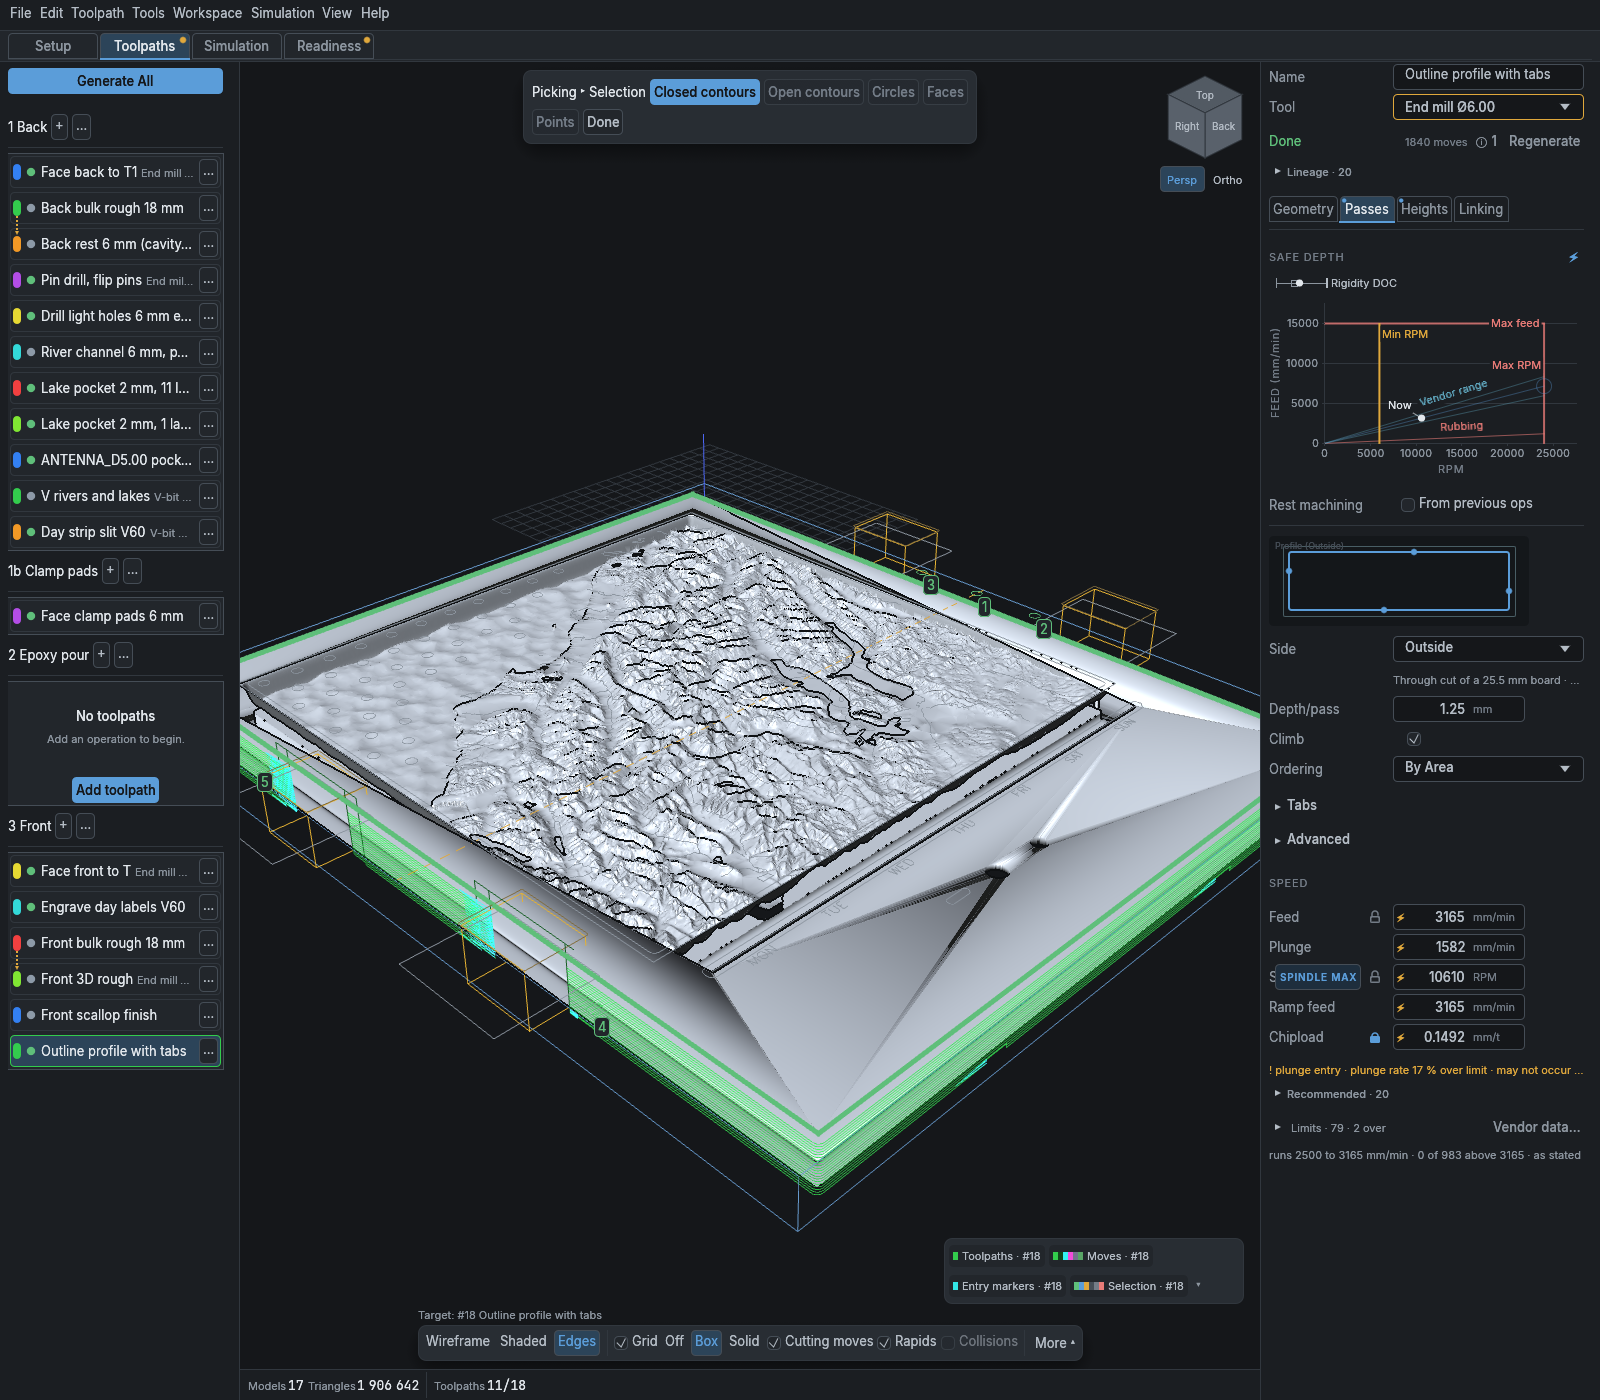 File Edit Toolpath Tools Workspace Simulation View Help
Setup Toolpaths Simulation Readiness
Generate All
1 Back + ...
Face back to T1 End mill ... ...
Back bulk rough 18 mm ...
Back rest 6 mm (cavity... ...
Pin drill, flip pins End mil... ...
Drill light holes 6 mm e... ...
River channel 6 mm, p... ...
Lake pocket 2 mm, 11 l... ...
Lake pocket 2 mm, 1 la... ...
ANTENNA_D5.00 pock... ...
V rivers and lakes V-bit ... ...
Day strip slit V60 V-bit ... ...
1b Clamp pads + ...
Face clamp pads 6 mm ...
2 Epoxy pour + ...
No toolpaths
Add an operation to begin.
Add toolpath
3 Front + ...
Face front to T End mill ... ...
Engrave day labels V60 ...
Front bulk rough 18 mm ...
Front 3D rough End mill ... ...
Front scallop finish ...
Outline profile with tabs ...
Picking ‣ Selection Closed contours Open contours Circles Faces
Points Done
Top
Right Back
Persp Ortho
3
1
2
5
4
SAT
FRI
THU
WED
TUE
MON
Toolpaths · #18 Moves · #18
Entry markers · #18 Selection · #18
Target: #18 Outline profile with tabs
Wireframe Shaded Edges Grid Off Box Solid Cutting moves Rapids Collisions More
Models 17 Triangles 1 906 642 Toolpaths 11/18
Name Outline profile with tabs
Tool End mill Ø6.00
Done 1840 moves 1 Regenerate
Lineage · 20
Geometry Passes Heights Linking
SAFE DEPTH
Rigidity DOC
FEED (mm/min)
15000
10000
5000
0
Max feed
Min RPM
Max RPM
Vendor range
Now
Rubbing
0 5000 10000 15000 20000 25000
RPM
Rest machining From previous ops
Profile (Outside)
Side Outside
Through cut of a 25.5 mm board · ...
Depth/pass 1.25 mm
Climb
Ordering By Area
Tabs
Advanced
SPEED
Feed 3165 mm/min
Plunge 1582 mm/min
S SPINDLE MAX 10610 RPM
Ramp feed 3165 mm/min
Chipload 0.1492 mm/t
! plunge entry · plunge rate 17 % over limit · may not occur ...
Recommended · 20
Limits · 79 · 2 over Vendor data...
runs 2500 to 3165 mm/min · 0 of 983 above 3165 · as stated